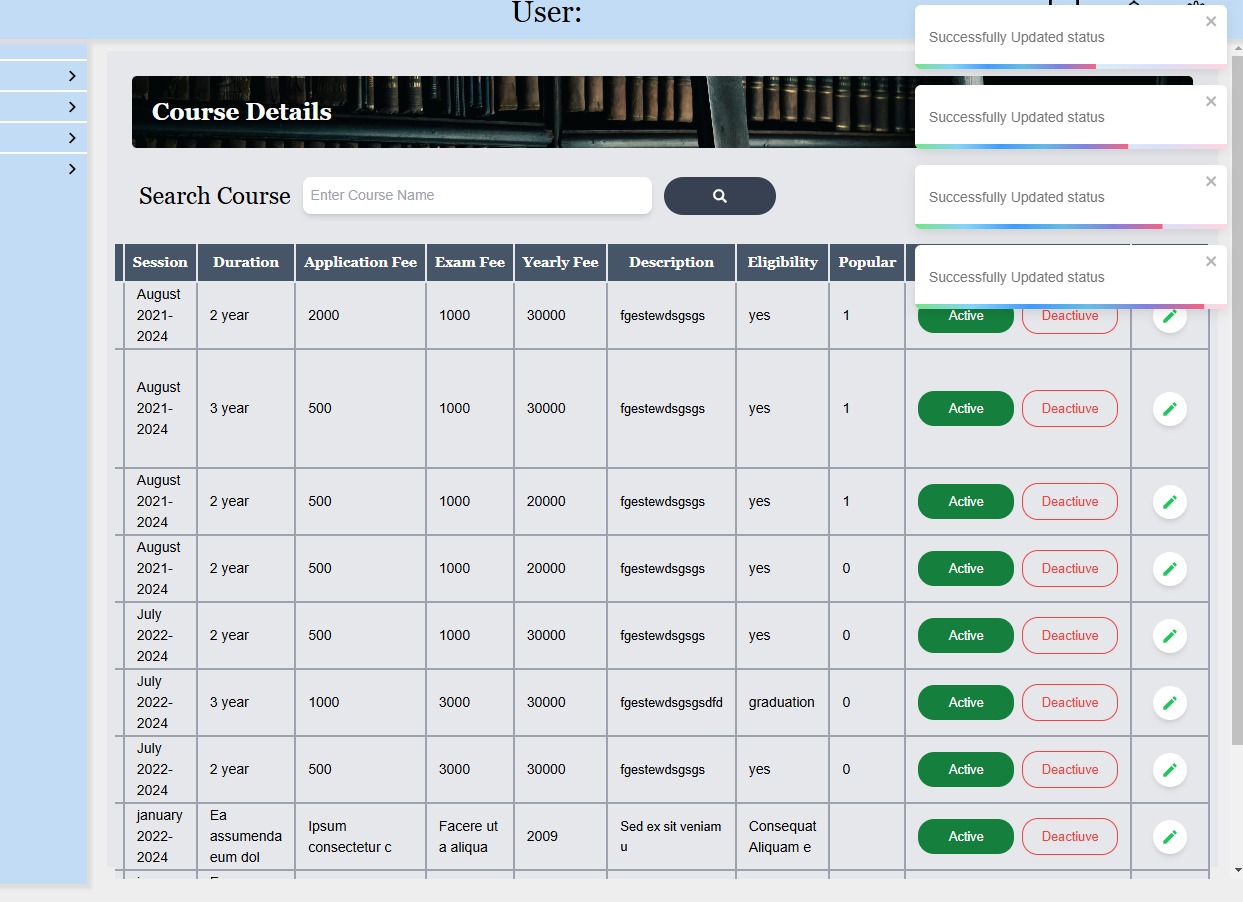 User:
Successfully Updated status
Successfully Updated status
Successfully Updated status
Successfully Updated status
Course Details
Search Course
Enter Course Name
Session Duration Application Fee Exam Fee Yearly Fee Description Eligibility Popular
August 2021-2024 2 year 2000 1000 30000 fgestewdsgsgs yes 1 Active Deactiuve
August 2021-2024 3 year 500 1000 30000 fgestewdsgsgs yes 1 Active Deactiuve
August 2021-2024 2 year 500 1000 20000 fgestewdsgsgs yes 1 Active Deactiuve
August 2021-2024 2 year 500 1000 20000 fgestewdsgsgs yes 0 Active Deactiuve
July 2022-2024 2 year 500 1000 30000 fgestewdsgsgs yes 0 Active Deactiuve
July 2022-2024 3 year 1000 3000 30000 fgestewdsgsgsdfd graduation 0 Active Deactiuve
July 2022-2024 2 year 500 3000 30000 fgestewdsgsgs yes 0 Active Deactiuve
january 2022-2024 Ea assumenda eum dol Ipsum consectetur c Facere ut a aliqua 2009 Sed ex sit veniam u Consequat Aliquam e Active Deactiuve